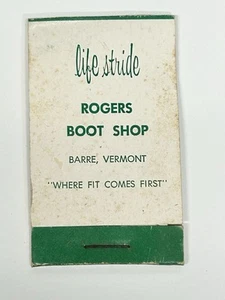 life stride
ROGERS
BOOT SHOP
BARRE, VERMONT
"WHERE FIT COMES FIRST"